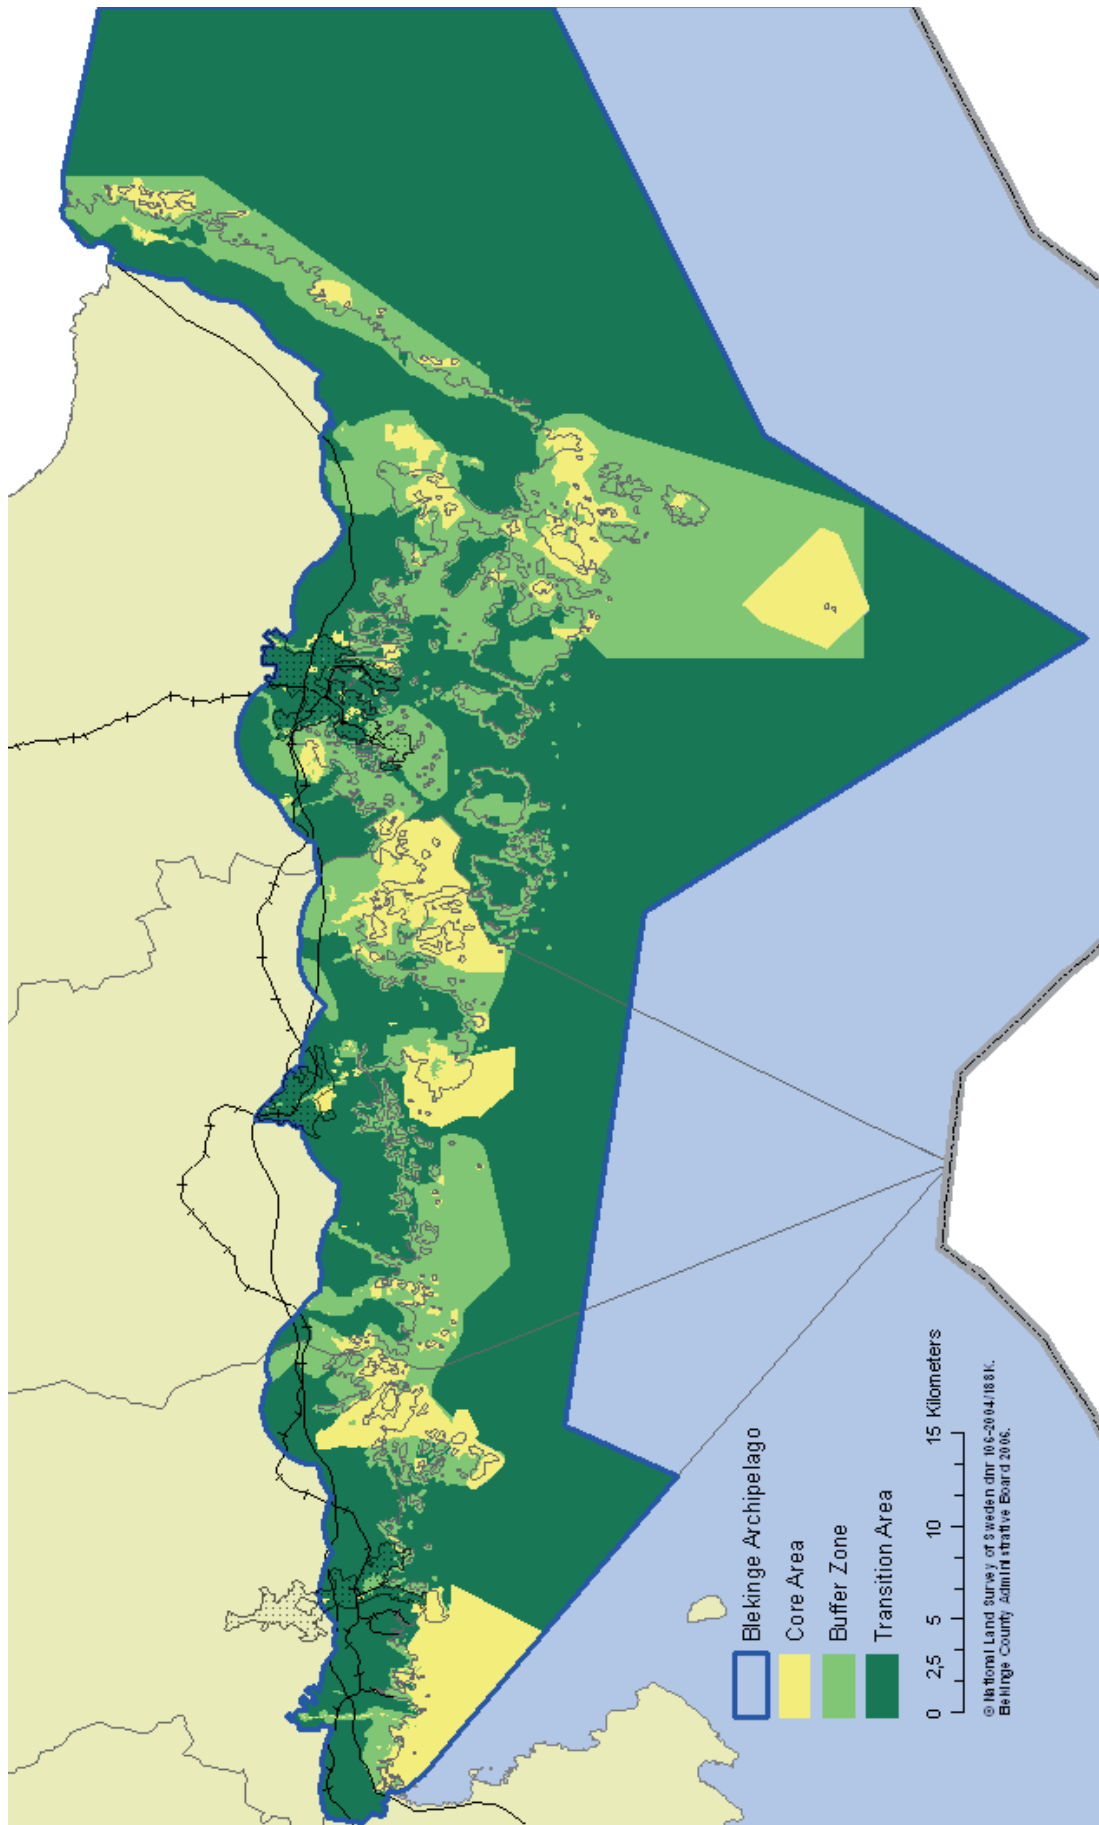 Blekinge Archipelago
Core Area
Buffer Zone
Transition Area
0 2,5 5 10 15 Kilometers
© National Land Survey of Sweden dnr 106-2004/188K.
Blekinge County Administrative Board 2006.